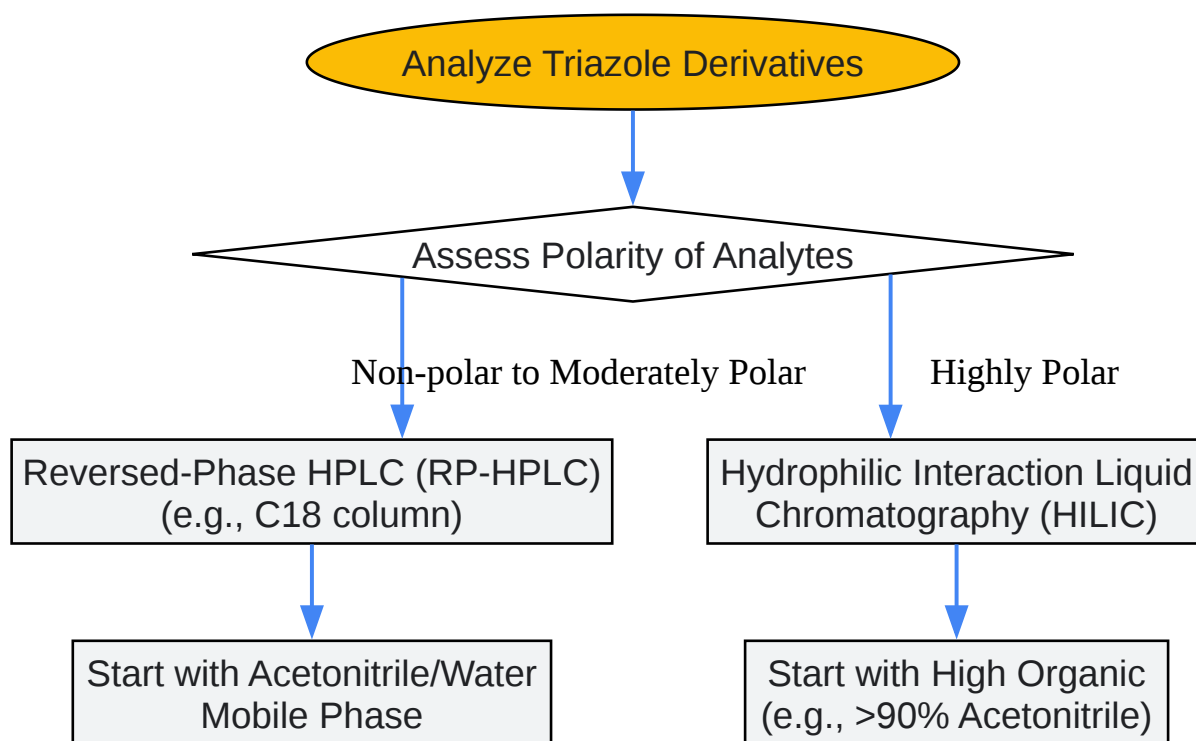 Analyze Triazole Derivatives
Assess Polarity of Analytes
Non-polar to Moderately Polar
Highly Polar
Reversed-Phase HPLC (RP-HPLC)
(e.g., C18 column)
Hydrophilic Interaction Liquid
Chromatography (HILIC)
Start with Acetonitrile/Water
Mobile Phase
Start with High Organic
(e.g., >90% Acetonitrile)